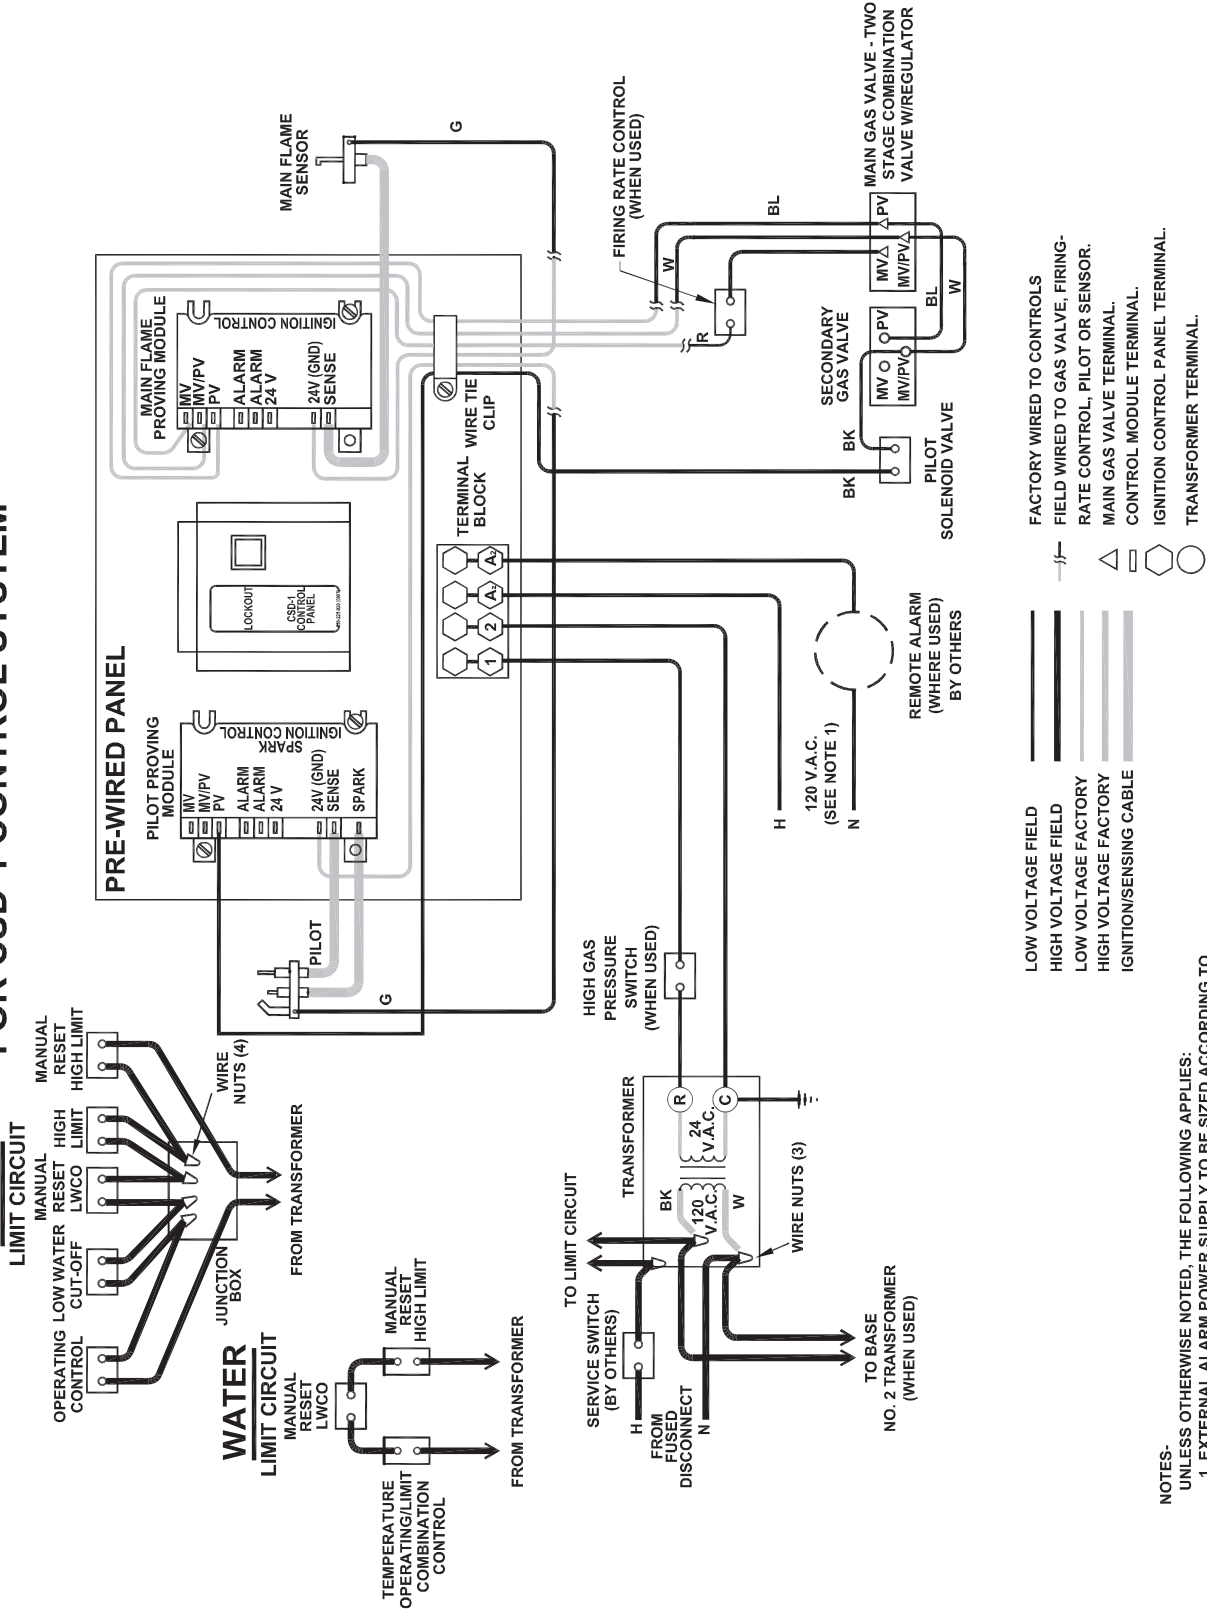 FOR CSD-1 CONTROL SYSTEM
LIMIT CIRCUIT
OPERATING
CONTROL
LOW WATER
CUT-OFF
MANUAL
RESET
LWCO
HIGH
LIMIT
MANUAL
RESET
HIGH LIMIT
JUNCTION
BOX
WIRE
NUTS (4)
FROM TRANSFORMER
WATER
LIMIT CIRCUIT
MANUAL
RESET
LWCO
TEMPERATURE
OPERATING/LIMIT
COMBINATION
CONTROL
MANUAL
RESET
HIGH LIMIT
FROM TRANSFORMER
PRE-WIRED PANEL
PILOT PROVING
MODULE
MV
MV/PV
PV
ALARM
ALARM
24 V
24V (GND)
SENSE
SPARK
SPARK
IGNITION CONTROL
LOCKOUT
CSD-1
CONTROL
PANEL
MAIN FLAME
PROVING MODULE
MV
MV/PV
PV
ALARM
ALARM
24 V
24V (GND)
SENSE
IGNITION CONTROL
MAIN FLAME
SENSOR
G
PILOT
G
TERMINAL
BLOCK
1
2
A2
A2
WIRE TIE
CLIP
SERVICE SWITCH
(BY OTHERS)
H
FROM
FUSED
DISCONNECT
N
TO LIMIT CIRCUIT
TRANSFORMER
BK
120
V.A.C.
W
24
V.A.C.
R
C
WIRE NUTS (3)
TO BASE
NO. 2 TRANSFORMER
(WHEN USED)
HIGH GAS
PRESSURE
SWITCH
(WHEN USED)
H
120 V.A.C.
(SEE NOTE 1)
N
REMOTE ALARM
(WHERE USED)
BY OTHERS
FIRING RATE CONTROL
(WHEN USED)
R
W
BL
BK
BK
PILOT
SOLENOID VALVE
SECONDARY
GAS VALVE
MV
PV
MV/PV
MV
PV
MV/PV
MAIN GAS VALVE - TWO
STAGE COMBINATION
VALVE W/REGULATOR
BL
W
LOW VOLTAGE FIELD
HIGH VOLTAGE FIELD
LOW VOLTAGE FACTORY
HIGH VOLTAGE FACTORY
IGNITION/SENSING CABLE
FACTORY WIRED TO CONTROLS
FIELD WIRED TO GAS VALVE, FIRING-
RATE CONTROL, PILOT OR SENSOR.
MAIN GAS VALVE TERMINAL.
CONTROL MODULE TERMINAL.
IGNITION CONTROL PANEL TERMINAL.
TRANSFORMER TERMINAL.
NOTES-
UNLESS OTHERWISE NOTED, THE FOLLOWING APPLIES:
1. EXTERNAL ALARM POWER SUPPLY TO BE SIZED ACCORDING TO